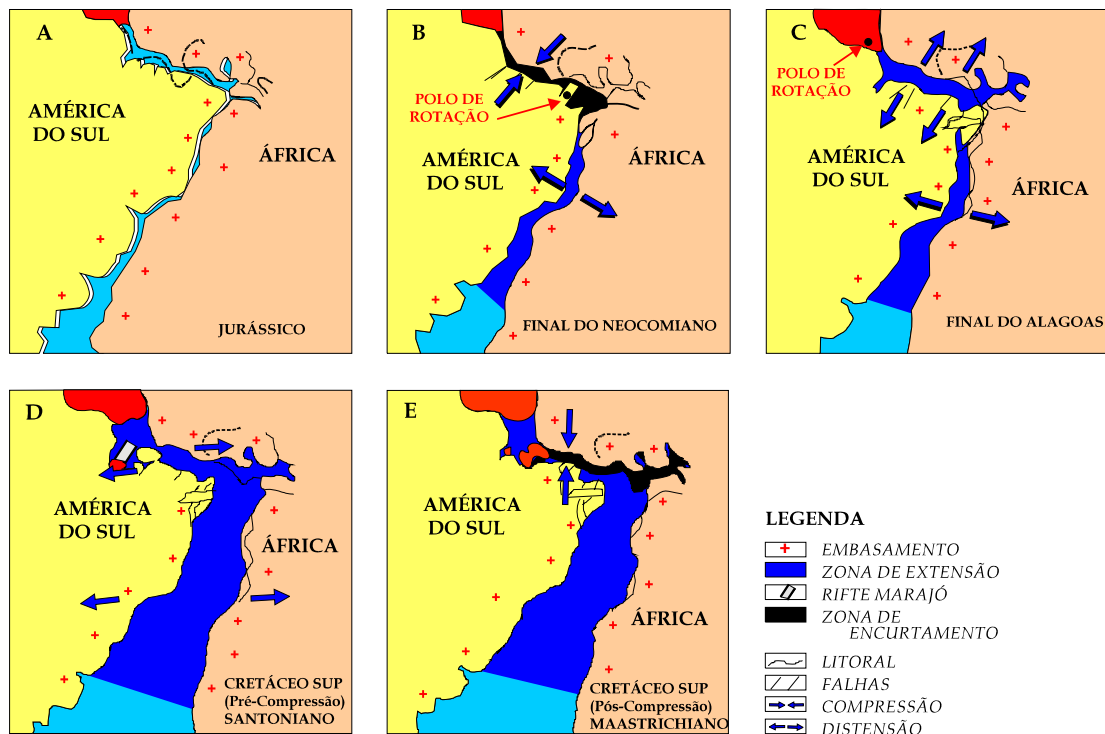 A
AMÉRICA
DO SUL
ÁFRICA
JURÁSSICO
B
POLO DE
ROTAÇÃO
AMÉRICA
DO SUL
ÁFRICA
FINAL DO NEOCOMIANO
C
POLO DE
ROTAÇÃO
AMÉRICA
DO SUL
ÁFRICA
FINAL DO ALAGOAS
D
AMÉRICA
DO SUL
ÁFRICA
CRETÁCEO SUP
(Pré-Compressão)
SANTONIANO
E
AMÉRICA
DO SUL
ÁFRICA
CRETÁCEO SUP
(Pós-Compressão)
MAASTRICHIANO
LEGENDA
EMBASAMENTO
ZONA DE EXTENSÃO
RIFTE MARAJÓ
ZONA DE
ENCURTAMENTO
LITORAL
FALHAS
COMPRESSÃO
DISTENSÃO